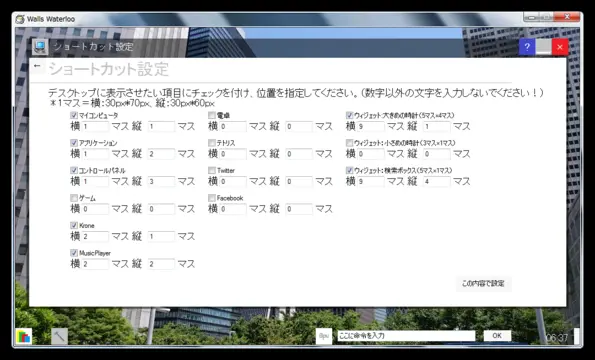 Walls Waterloo
ショートカット設定
?
×
←
ショートカット設定
デスクトップに表示させたい項目にチェックを付け、位置を指定してください。(数字以外の文字を入力しないでください!)
*1マス=横:30px*70px、縦:30px*60px
マイコンピュータ
横 1 マス 縦 1 マス
アプリケーション
横 1 マス 縦 2 マス
コントロールパネル
横 1 マス 縦 3 マス
ゲーム
横 0 マス 縦 0 マス
Krone
横 2 マス 縦 1 マス
MusicPlayer
横 2 マス 縦 2 マス
電卓
横 0 マス 縦 0 マス
テトリス
横 0 マス 縦 0 マス
Twitter
横 0 マス 縦 0 マス
Facebook
横 0 マス 縦 0 マス
ウィジェット:大きめの時計(5マス×4マス)
横 9 マス 縦 1 マス
ウィジェット:小さめの時計(3マス×1マス)
横 0 マス 縦 0 マス
ウィジェット:検索ボックス(5マス×1マス)
横 9 マス 縦 4 マス
この内容で設定
ここに命令を入力
OK
06:37